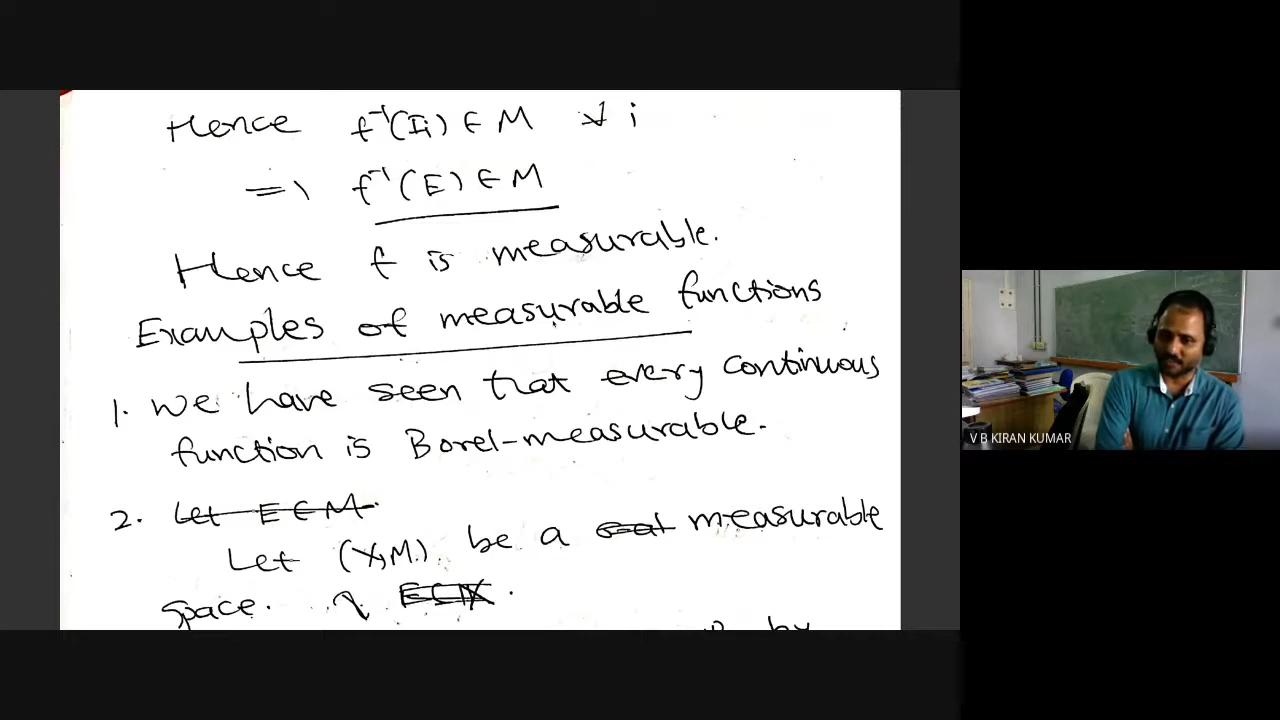 Hence f⁻¹(Ii) ∈ M ∀ i
=> f⁻¹(E) ∈ M
Hence f is measurable.
Examples of measurable functions
1. We have seen that every continuous
function is Borel-measurable.
2. Let E ∈ M.
Let (X, M) be a measurable
space.
by
V B KIRAN KUMAR